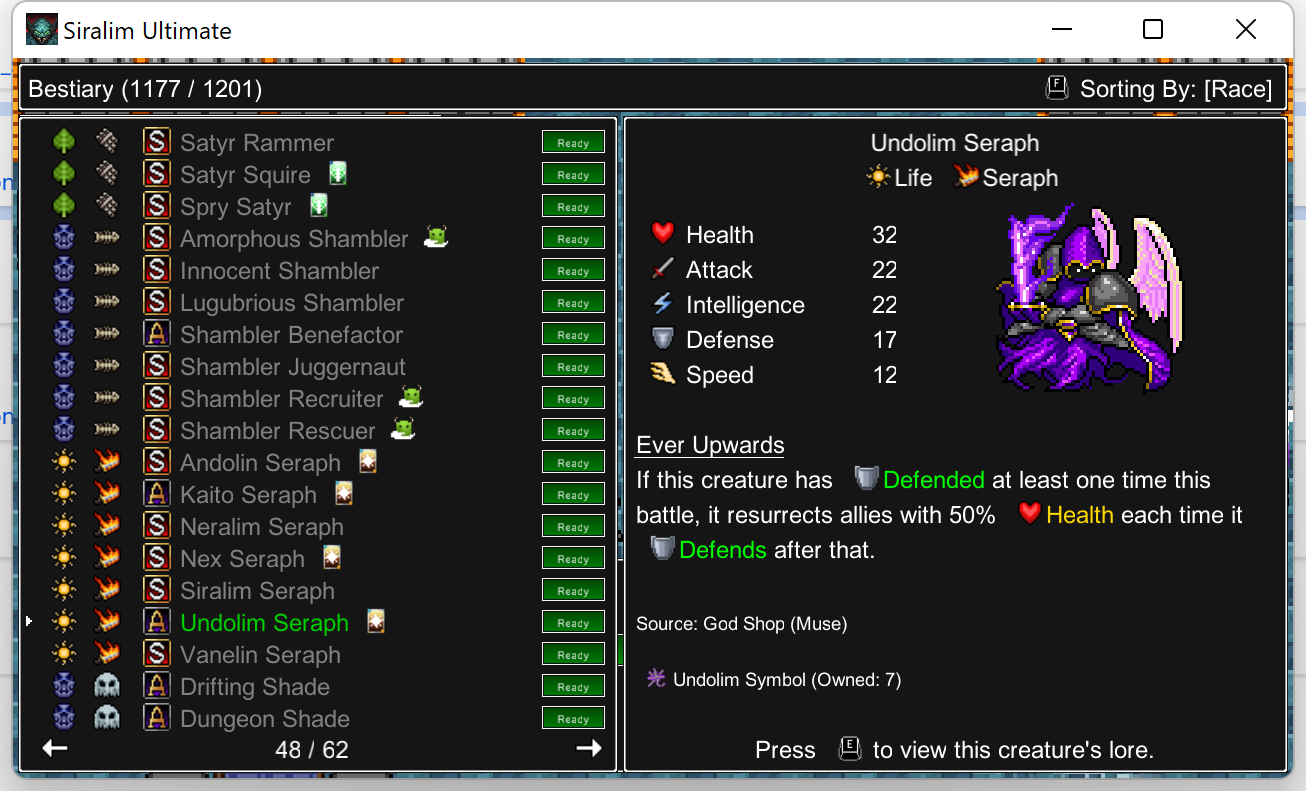 Siralim Ultimate
Bestiary (1177 / 1201)
F Sorting By: [Race]
S Satyr Rammer Ready
S Satyr Squire Ready
S Spry Satyr Ready
S Amorphous Shambler Ready
S Innocent Shambler Ready
S Lugubrious Shambler Ready
A Shambler Benefactor Ready
S Shambler Juggernaut Ready
S Shambler Recruiter Ready
S Shambler Rescuer Ready
S Andolin Seraph Ready
A Kaito Seraph Ready
S Neralim Seraph Ready
S Nex Seraph Ready
S Siralim Seraph Ready
A Undolim Seraph Ready
S Vanelin Seraph Ready
A Drifting Shade Ready
A Dungeon Shade Ready
48 / 62
Undolim Seraph
Life Seraph
Health 32
Attack 22
Intelligence 22
Defense 17
Speed 12
Ever Upwards
If this creature has Defended at least one time this
battle, it resurrects allies with 50% Health each time it
Defends after that.
Source: God Shop (Muse)
Undolim Symbol (Owned: 7)
Press E to view this creature's lore.